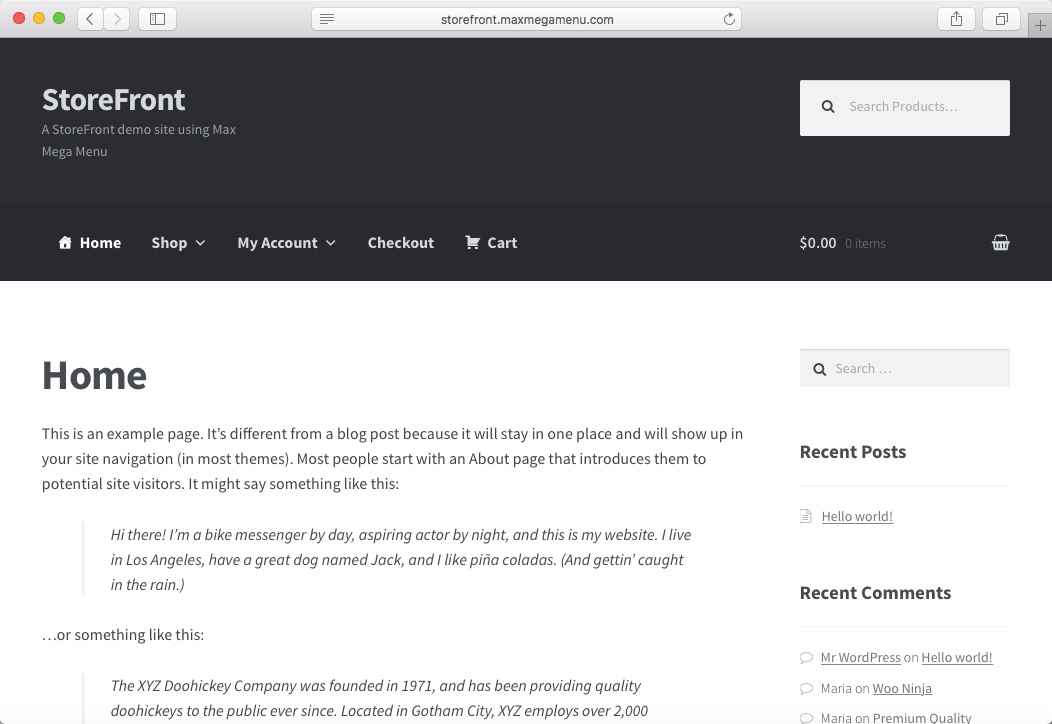 storefront.maxmegamenu.com
StoreFront
A StoreFront demo site using Max
Mega Menu
Search Products…
Home
Shop
My Account
Checkout
Cart
$0.00 0 items
Home
This is an example page. It’s different from a blog post because it will stay in one place and will show up in
your site navigation (in most themes). Most people start with an About page that introduces them to
potential site visitors. It might say something like this:
Hi there! I’m a bike messenger by day, aspiring actor by night, and this is my website. I live
in Los Angeles, have a great dog named Jack, and I like piña coladas. (And gettin’ caught
in the rain.)
…or something like this:
The XYZ Doohickey Company was founded in 1971, and has been providing quality
doohickeys to the public ever since. Located in Gotham City, XYZ employs over 2,000
Search …
Recent Posts
Hello world!
Recent Comments
Mr WordPress on Hello world!
Maria on Woo Ninja
Maria on Premium Quality